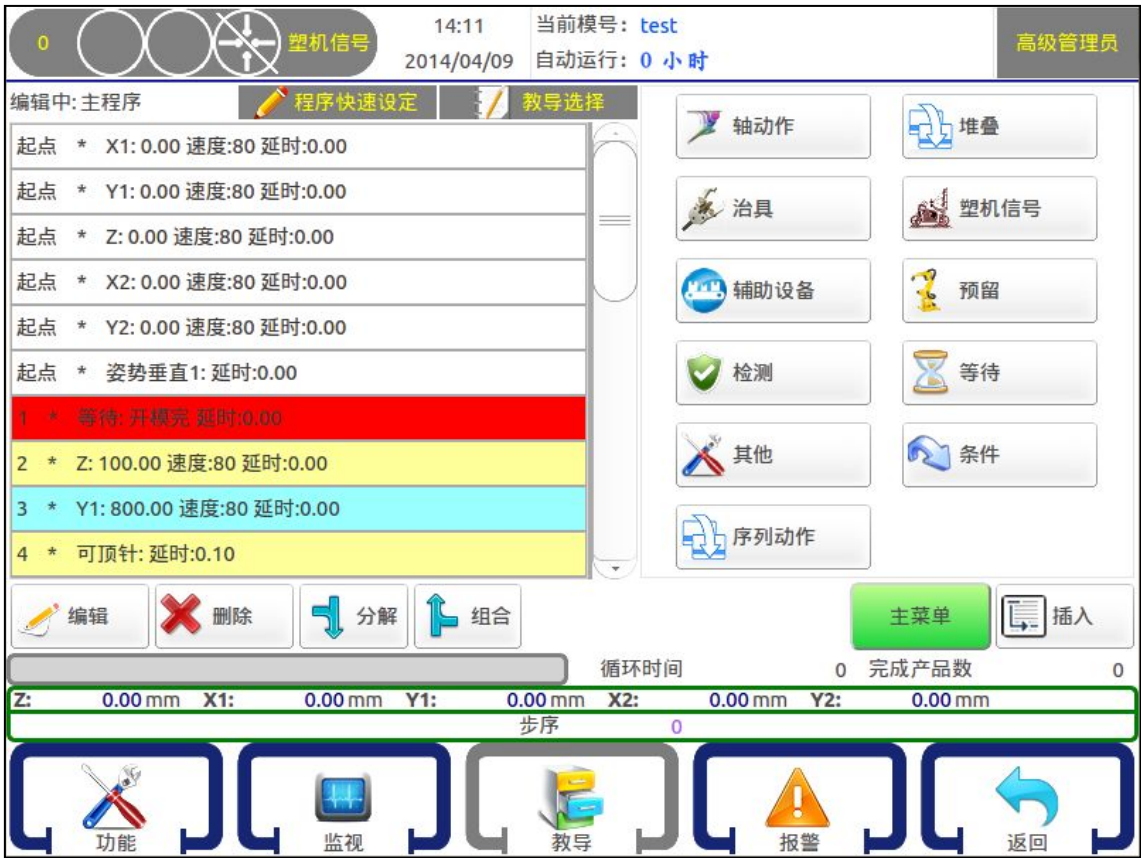 0 塑机信号 14:11 当前模号: test 高级管理员
2014/04/09 自动运行: 0 小时
编辑中: 主程序 程序快速设定 教导选择
起点 * X1: 0.00 速度:80 延时:0.00
起点 * Y1: 0.00 速度:80 延时:0.00
起点 * Z: 0.00 速度:80 延时:0.00
起点 * X2: 0.00 速度:80 延时:0.00
起点 * Y2: 0.00 速度:80 延时:0.00
起点 * 姿势垂直1: 延时:0.00
1 * 等待: 开模完 延时:0.00
2 * Z: 100.00 速度:80 延时:0.00
3 * Y1: 800.00 速度:80 延时:0.00
4 * 可顶针: 延时:0.10
轴动作 堆叠
治具 塑机信号
辅助设备 预留
检测 等待
其他 条件
序列动作
编辑 删除 分解 组合 主菜单 插入
循环时间 0 完成产品数 0
Z: 0.00 mm X1: 0.00 mm Y1: 0.00 mm X2: 0.00 mm Y2: 0.00 mm
步序 0
功能 监视 教导 报警 返回